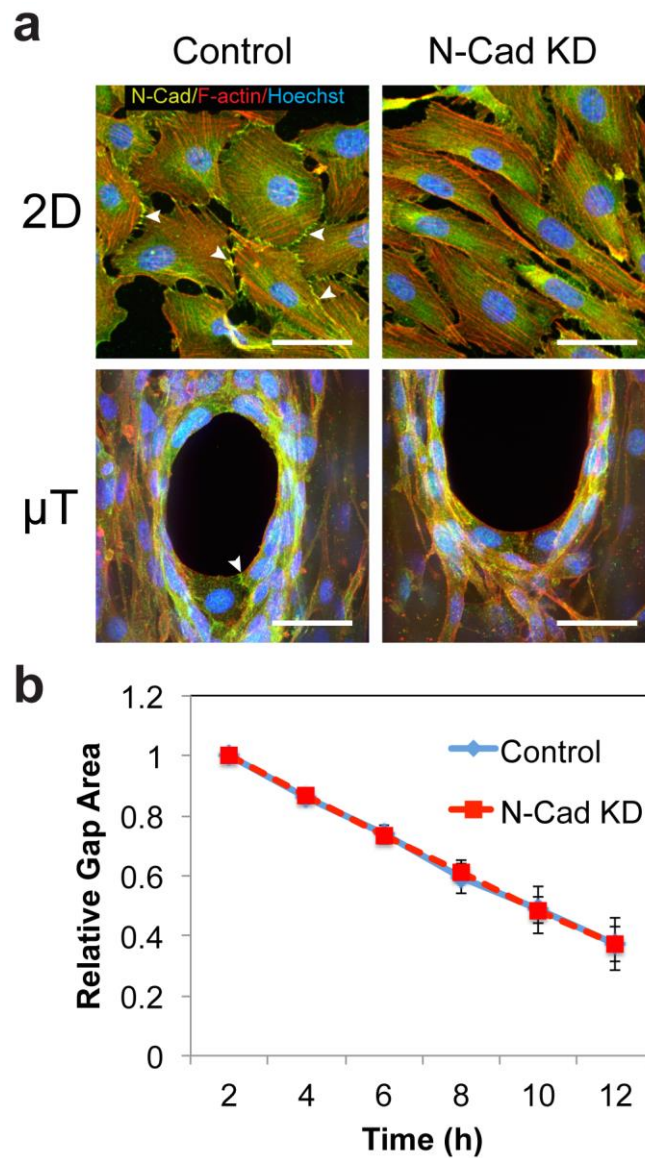 a
Control N-Cad KD
N-Cad/F-actin/Hoechst
2D
μT
b
1.2
1
0.8
0.6
0.4
0.2
0
Relative Gap Area
Control
N-Cad KD
2 4 6 8 10 12
Time (h)